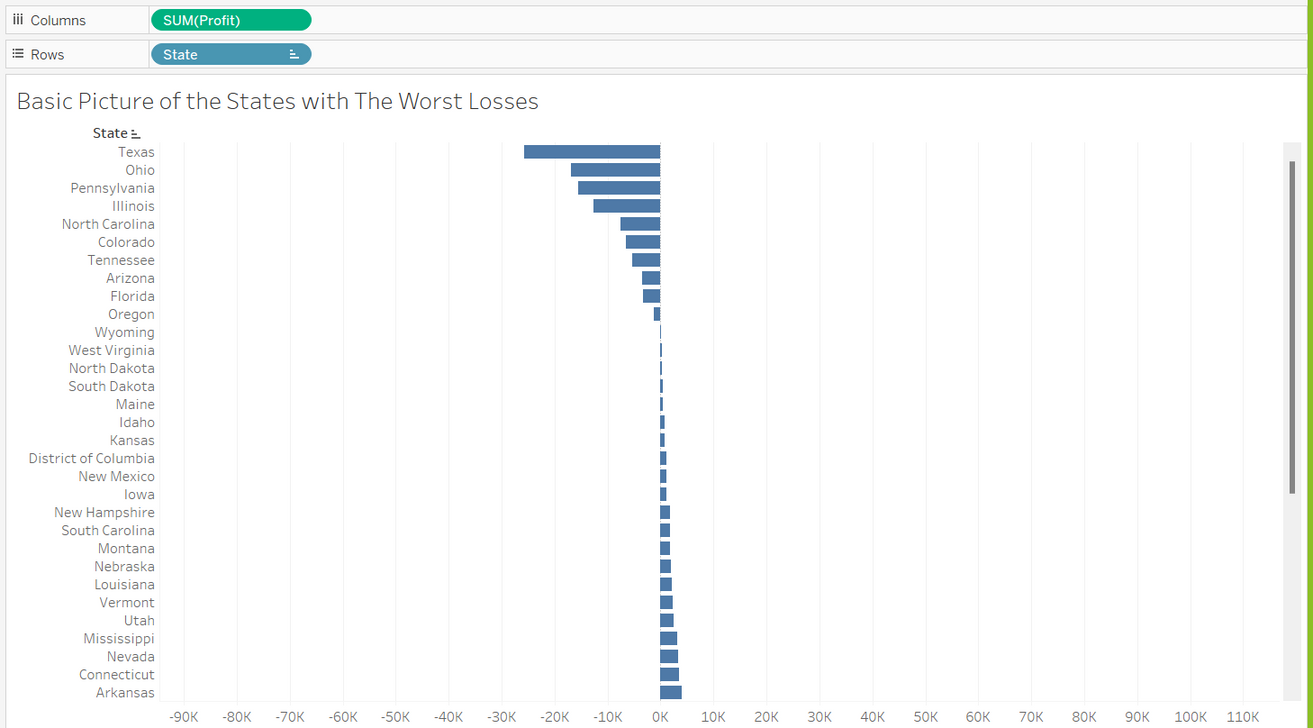 Columns SUM(Profit)
Rows State
Basic Picture of the States with The Worst Losses
State
Texas
Ohio
Pennsylvania
Illinois
North Carolina
Colorado
Tennessee
Arizona
Florida
Oregon
Wyoming
West Virginia
North Dakota
South Dakota
Maine
Idaho
Kansas
District of Columbia
New Mexico
Iowa
New Hampshire
South Carolina
Montana
Nebraska
Louisiana
Vermont
Utah
Mississippi
Nevada
Connecticut
Arkansas
-90K -80K -70K -60K -50K -40K -30K -20K -10K 0K 10K 20K 30K 40K 50K 60K 70K 80K 90K 100K 110K